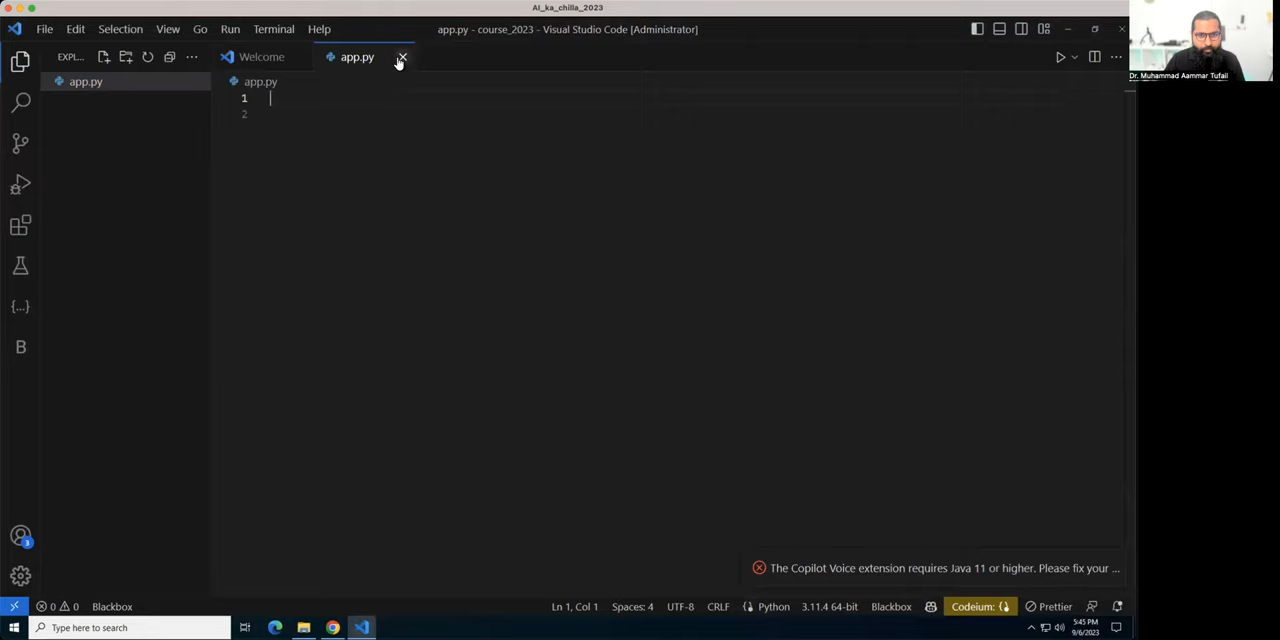 AI_ka_chilla_2023
File Edit Selection View Go Run Terminal Help
app.py - course_2023 - Visual Studio Code [Administrator]
Dr. Muhammad Aammar Tufail
EXPL... ...
Welcome
app.py
app.py
app.py
1
2
{...}
B
3
The Copilot Voice extension requires Java 11 or higher. Please fix your ...
0 0 Blackbox
Ln 1, Col 1 Spaces: 4 UTF-8 CRLF Python 3.11.4 64-bit Blackbox Codeium: {} Prettier
Type here to search
5:45 PM
9/6/2023